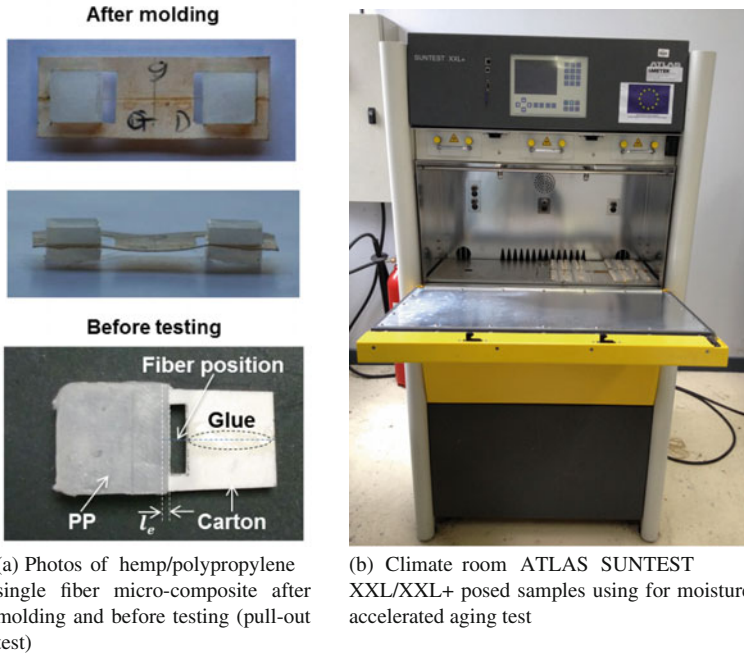 After molding
Before testing
Fiber position
Glue
PP
lₑ
Carton
SUNTEST XXL+
ATLAS
AMETEK
(a) Photos of hemp/polypropylene
single fiber micro-composite after
molding and before testing (pull-out
test)
(b) Climate room ATLAS SUNTEST
XXL/XXL+ posed samples using for moisture
accelerated aging test